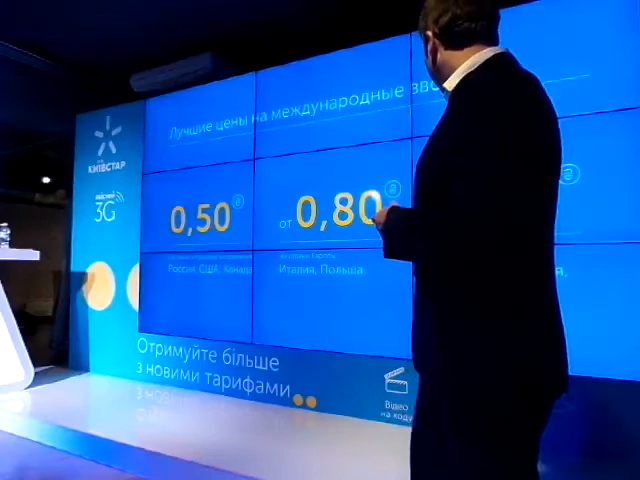 Лучшие цены на международные зво
КИЇВСТАР
3G
0,50
от 0,80
Россия, США, Канада
Италия, Польша,
Отримуйте більше
з новими тарифами
Відео
на коду